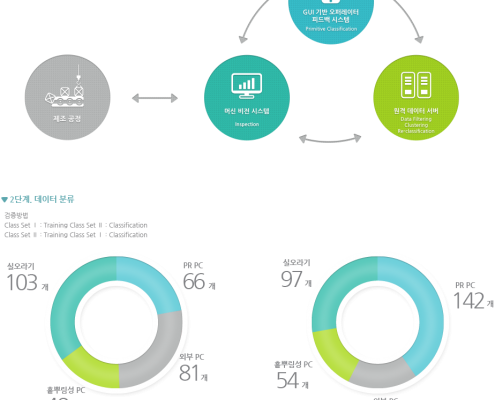 GUI 기반 오퍼레이터
피드백 시스템
Primitive Classification
제조 공정
머신 비전 시스템
Inspection
원격 데이터 서버
Data Filtering
Clustering
Re-classification
▼2단계. 데이터 분류
검증방법
Class Set Ⅰ : Training Class Set Ⅱ : Classification
Class Set Ⅱ : Training Class Set Ⅰ : Classification
실오라기
103 개
PR PC
66 개
외부 PC
81 개
흩뿌림성 PC
실오라기
97 개
PR PC
142 개
흩뿌림성 PC
54 개
외부 PC